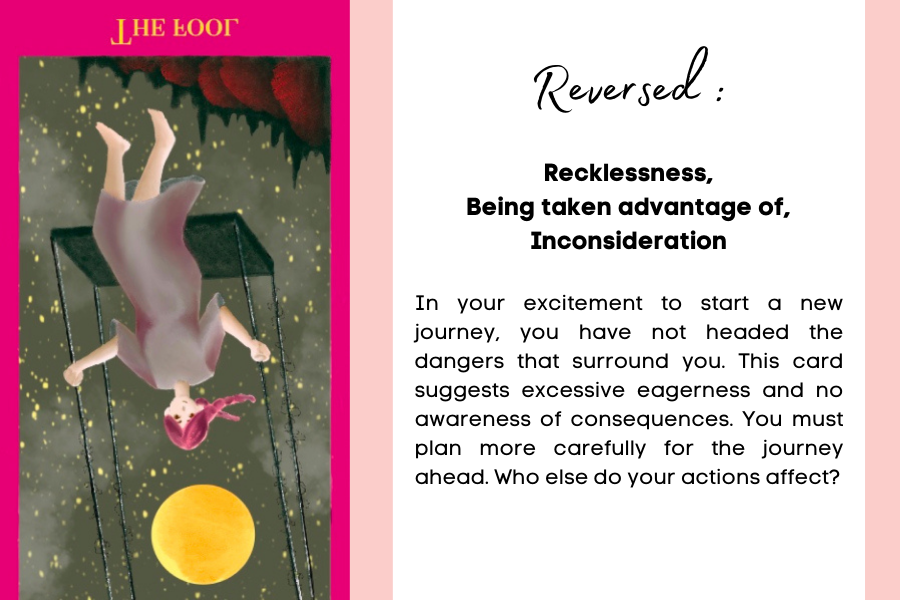 THE FOOL
Reversed :
Recklessness,
Being taken advantage of,
Inconsideration
In your excitement to start a new
journey, you have not headed the
dangers that surround you. This card
suggests excessive eagerness and no
awareness of consequences. You must
plan more carefully for the journey
ahead. Who else do your actions affect?